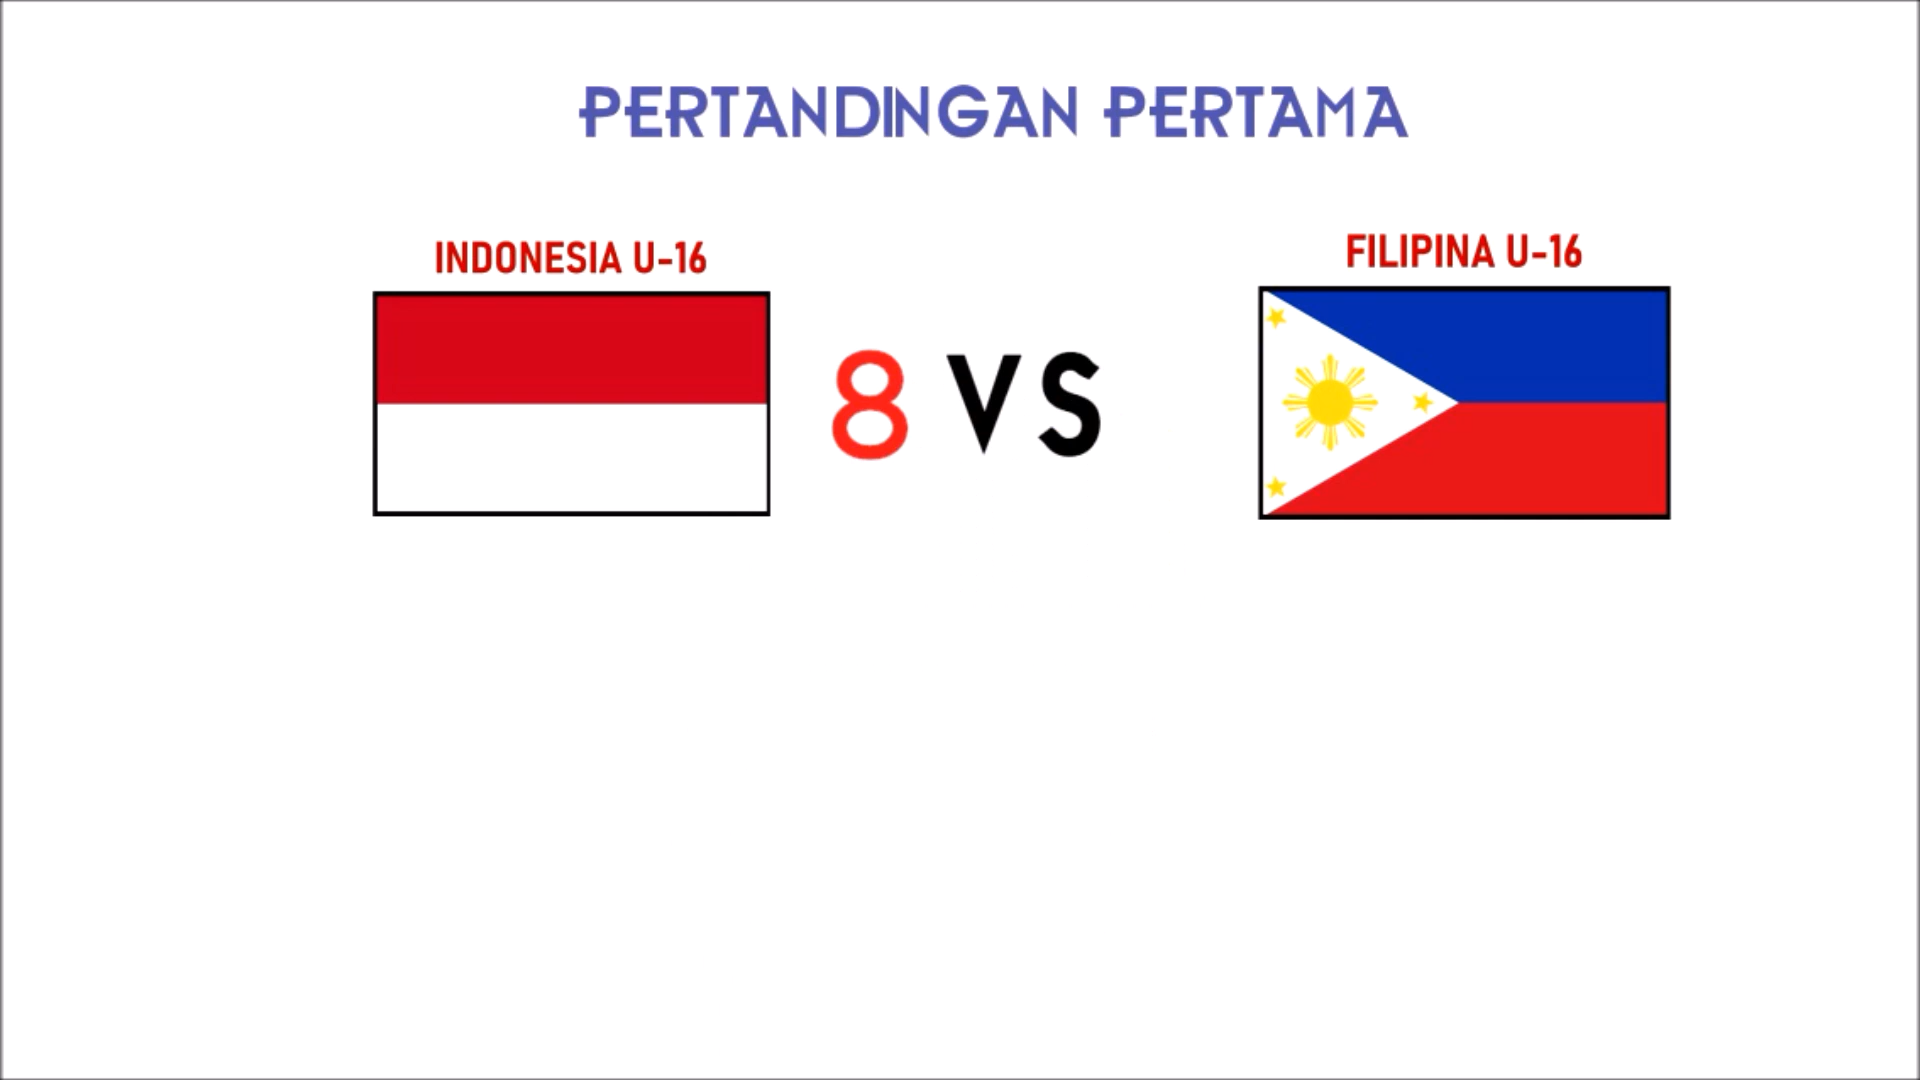 PERTANDINGAN PERTAMA
INDONESIA U-16
FILIPINA U-16
8 VS